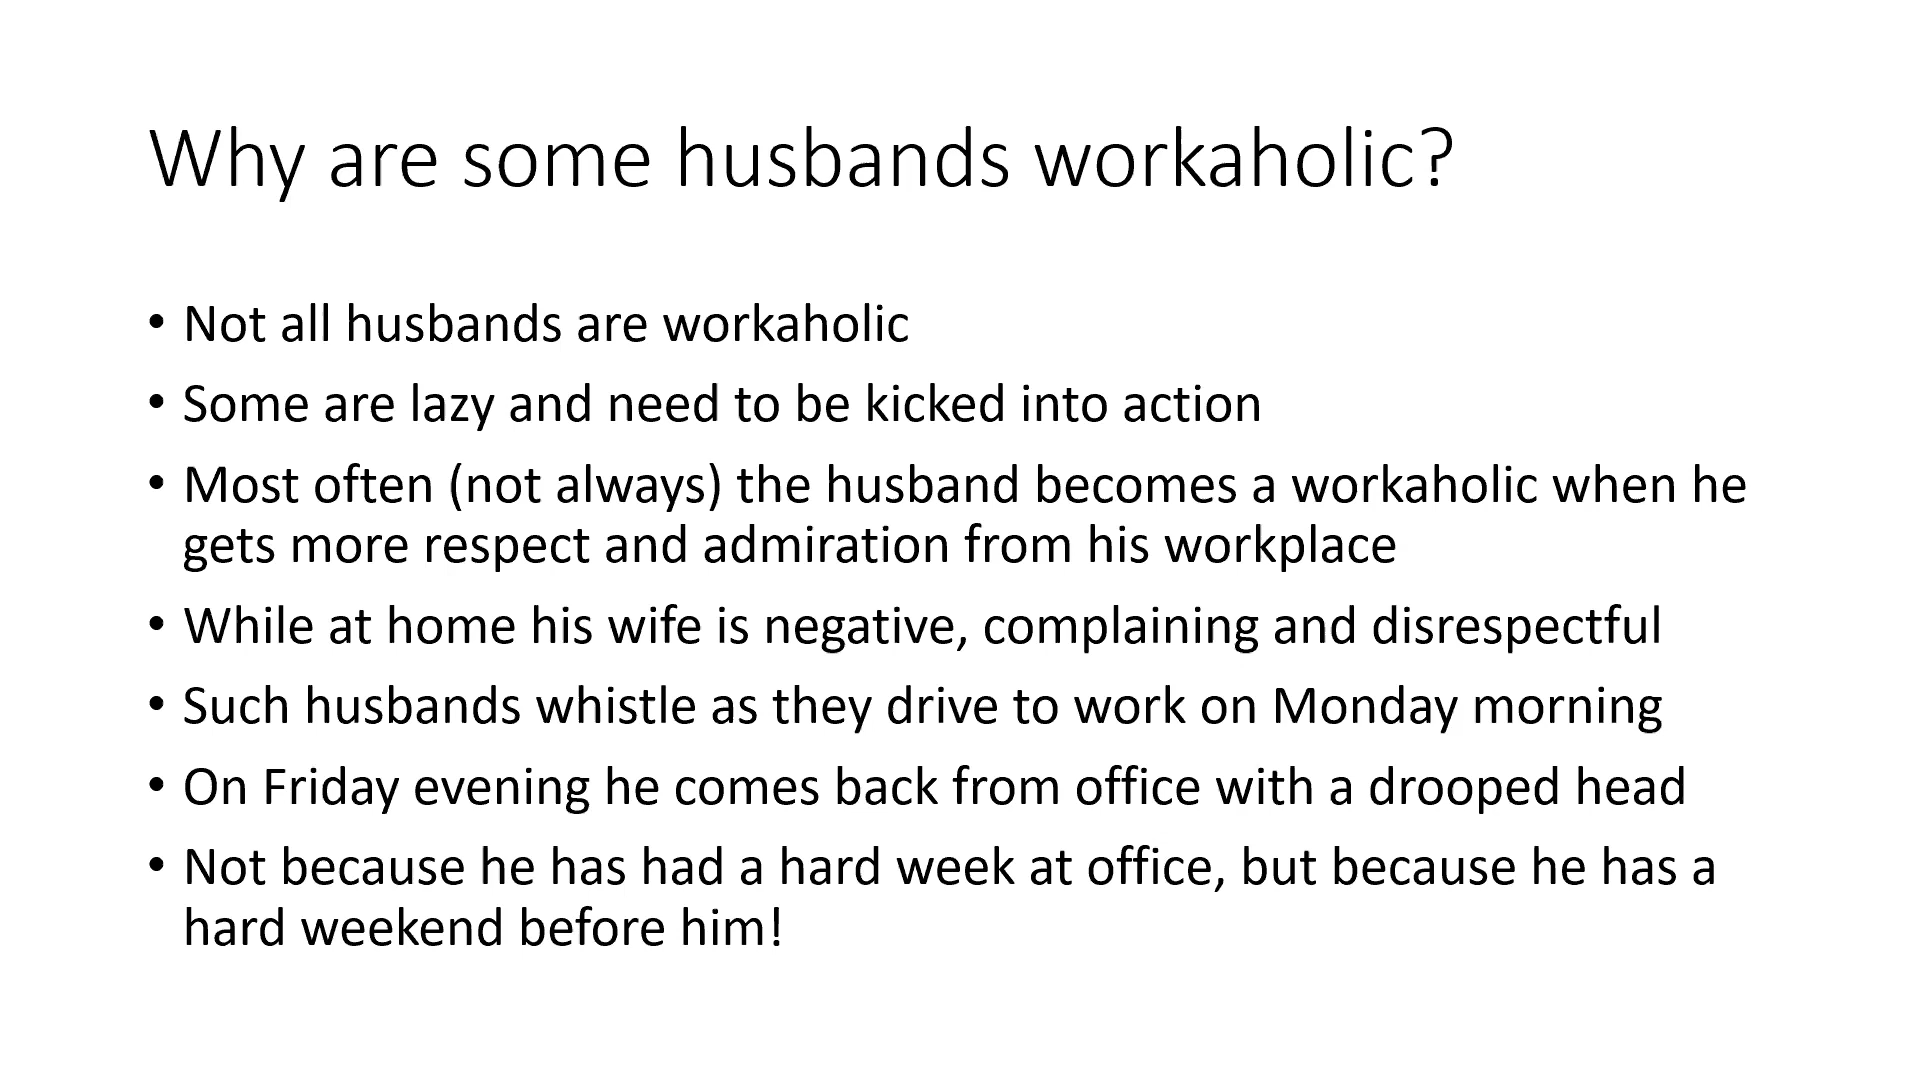 Why are some husbands workaholic?
• Not all husbands are workaholic
• Some are lazy and need to be kicked into action
• Most often (not always) the husband becomes a workaholic when he
gets more respect and admiration from his workplace
• While at home his wife is negative, complaining and disrespectful
• Such husbands whistle as they drive to work on Monday morning
• On Friday evening he comes back from office with a drooped head
• Not because he has had a hard week at office, but because he has a
hard weekend before him!